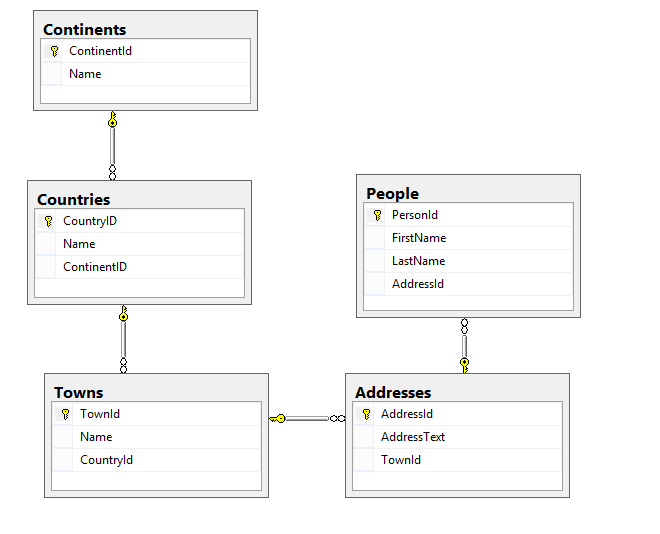 Continents
ContinentId
Name
Countries
CountryID
Name
ContinentID
People
PersonId
FirstName
LastName
AddressId
Towns
TownId
Name
CountryId
Addresses
AddressId
AddressText
TownId